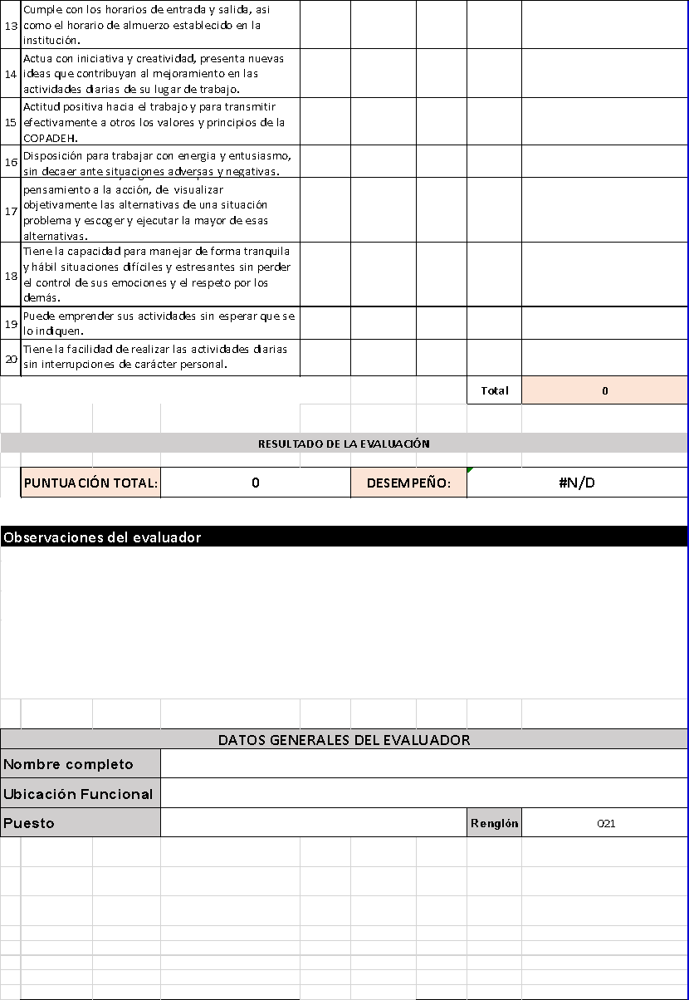 13 Cumple con los horarios de entrada y salida, asi
como el horario de almuerzo establecido en la
institución.
14 Actua con iniciativa y creatividad, presenta nuevas
ideas que contribuyan al mejoramiento en las
actividades diarias de su lugar de trabajo.
15 Actitud positiva hacia el trabajo y para transmitir
efectivamente a otros los valores y principios de la
COPADEH.
16 Disposición para trabajar con energia y entusiasmo,
sin decaer ante situaciones adversas y negativas.
17 pensamiento a la acción, de visualizar
objetivamente las alternativas de una situación
problema y escoger y ejecutar la mayor de esas
alternativas.
18 Tiene la capacidad para manejar de forma tranquila
y hábil situaciones difíciles y estresantes sin perder
el control de sus emociones y el respeto por los
demás.
19 Puede emprender sus actividades sin esperar que se
lo indiquen.
20 Tiene la facilidad de realizar las actividades diarias
sin interrupciones de carácter personal.
Total 0
RESULTADO DE LA EVALUACIÓN
PUNTUACIÓN TOTAL: 0 DESEMPEÑO: #N/D
Observaciones del evaluador
DATOS GENERALES DEL EVALUADOR
Nombre completo
Ubicación Funcional
Puesto Renglón 021